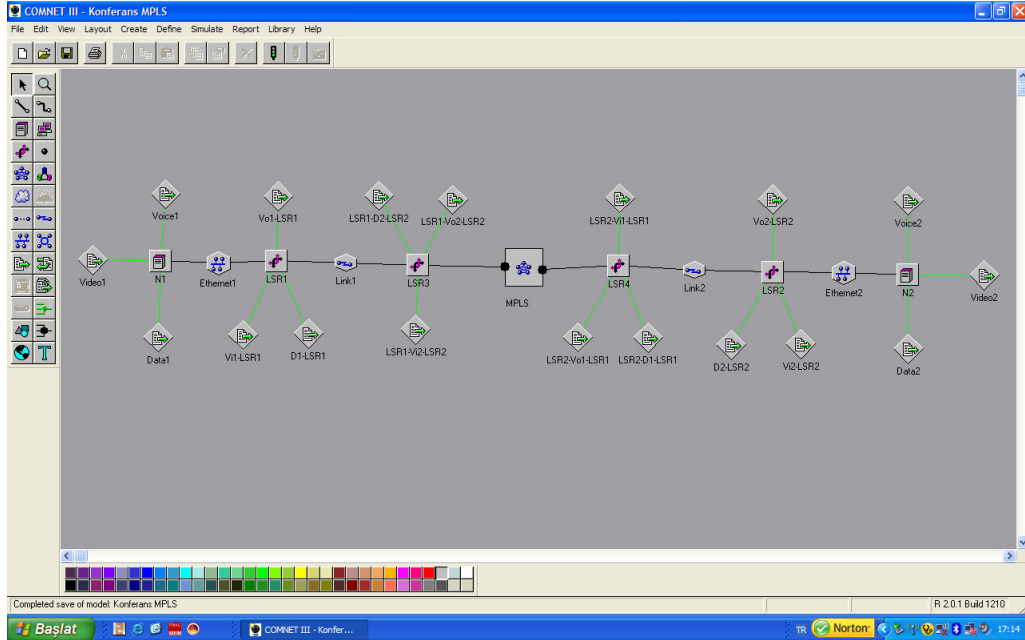 COMNET III - Konferans MPLS
File Edit View Layout Create Define Simulate Report Library Help
Voice1 Vo1-LSR1 LSR1-D2-LSR2 LSR1-Vo2-LSR2 LSR2-Vi1-LSR1 Vo2-LSR2 Voice2
Video1 N1 Ethernet1 LSR1 Link1 LSR3 MPLS LSR4 Link2 LSR2 Ethernet2 N2 Video2
Data1 Vi1-LSR1 D1-LSR1 LSR1-Vi2-LSR2 LSR2-Vo1-LSR1 LSR2-D1-LSR1 D2-LSR2 Vi2-LSR2 Data2
T
Completed save of model: Konferans MPLS R 2.0.1 Build 1210
Başlat COMNET III - Konfer... TR Norton 17:14